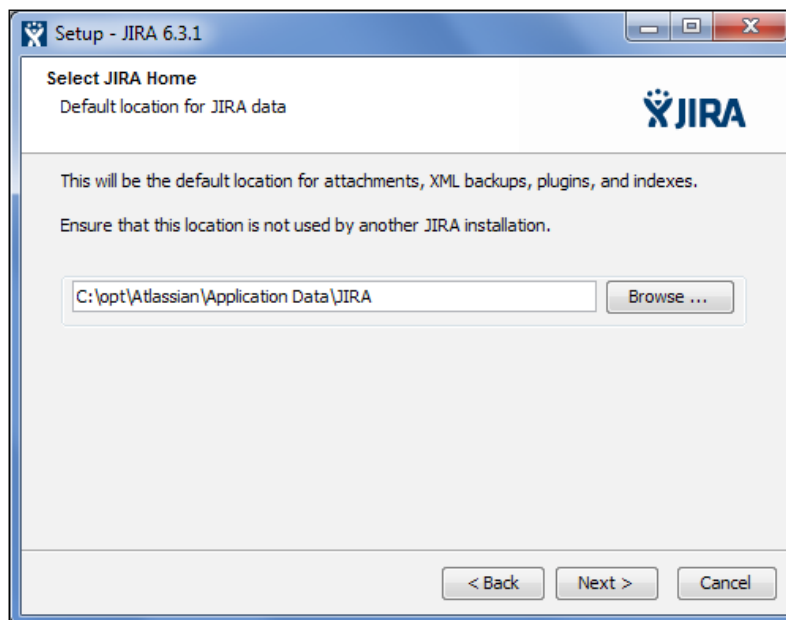 Setup - JIRA 6.3.1
Select JIRA Home
Default location for JIRA data
JIRA
This will be the default location for attachments, XML backups, plugins, and indexes.
Ensure that this location is not used by another JIRA installation.
C:\opt\Atlassian\Application Data\JIRA
Browse ...
< Back
Next >
Cancel